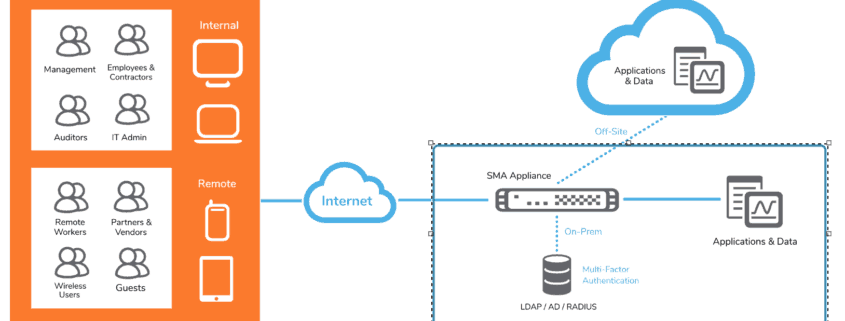 Internal
Management
Employees &
Contractors
Auditors
IT Admin
Remote
Remote
Workers
Partners &
Vendors
Wireless
Users
Guests
Internet
Applications
& Data
Off-Site
SMA Appliance
On-Prem
Multi-Factor
Authentication
LDAP / AD / RADIUS
Applications & Data